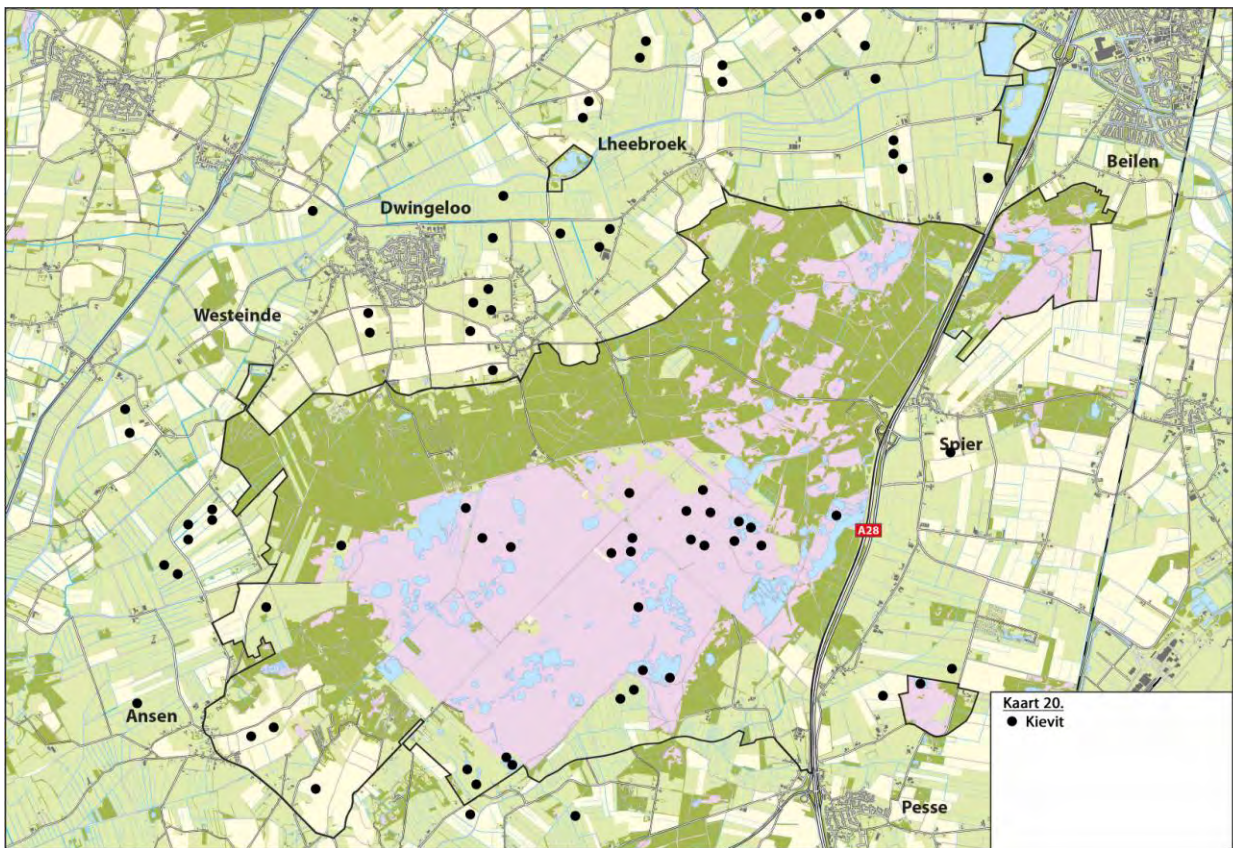 Lheebroek
Beilen
Dwingeloo
Westeinde
Spier
A28
Ansen
Kaart 20.
Kievit
Pesse